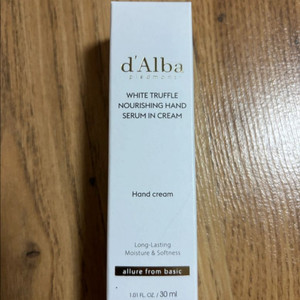 d'Alba
piedmont
WHITE TRUFFLE
NOURISHING HAND
SERUM IN CREAM
Hand cream
Long-Lasting
Moisture & Softness
allure from basic
1.01 FL. OZ. / 30 ml